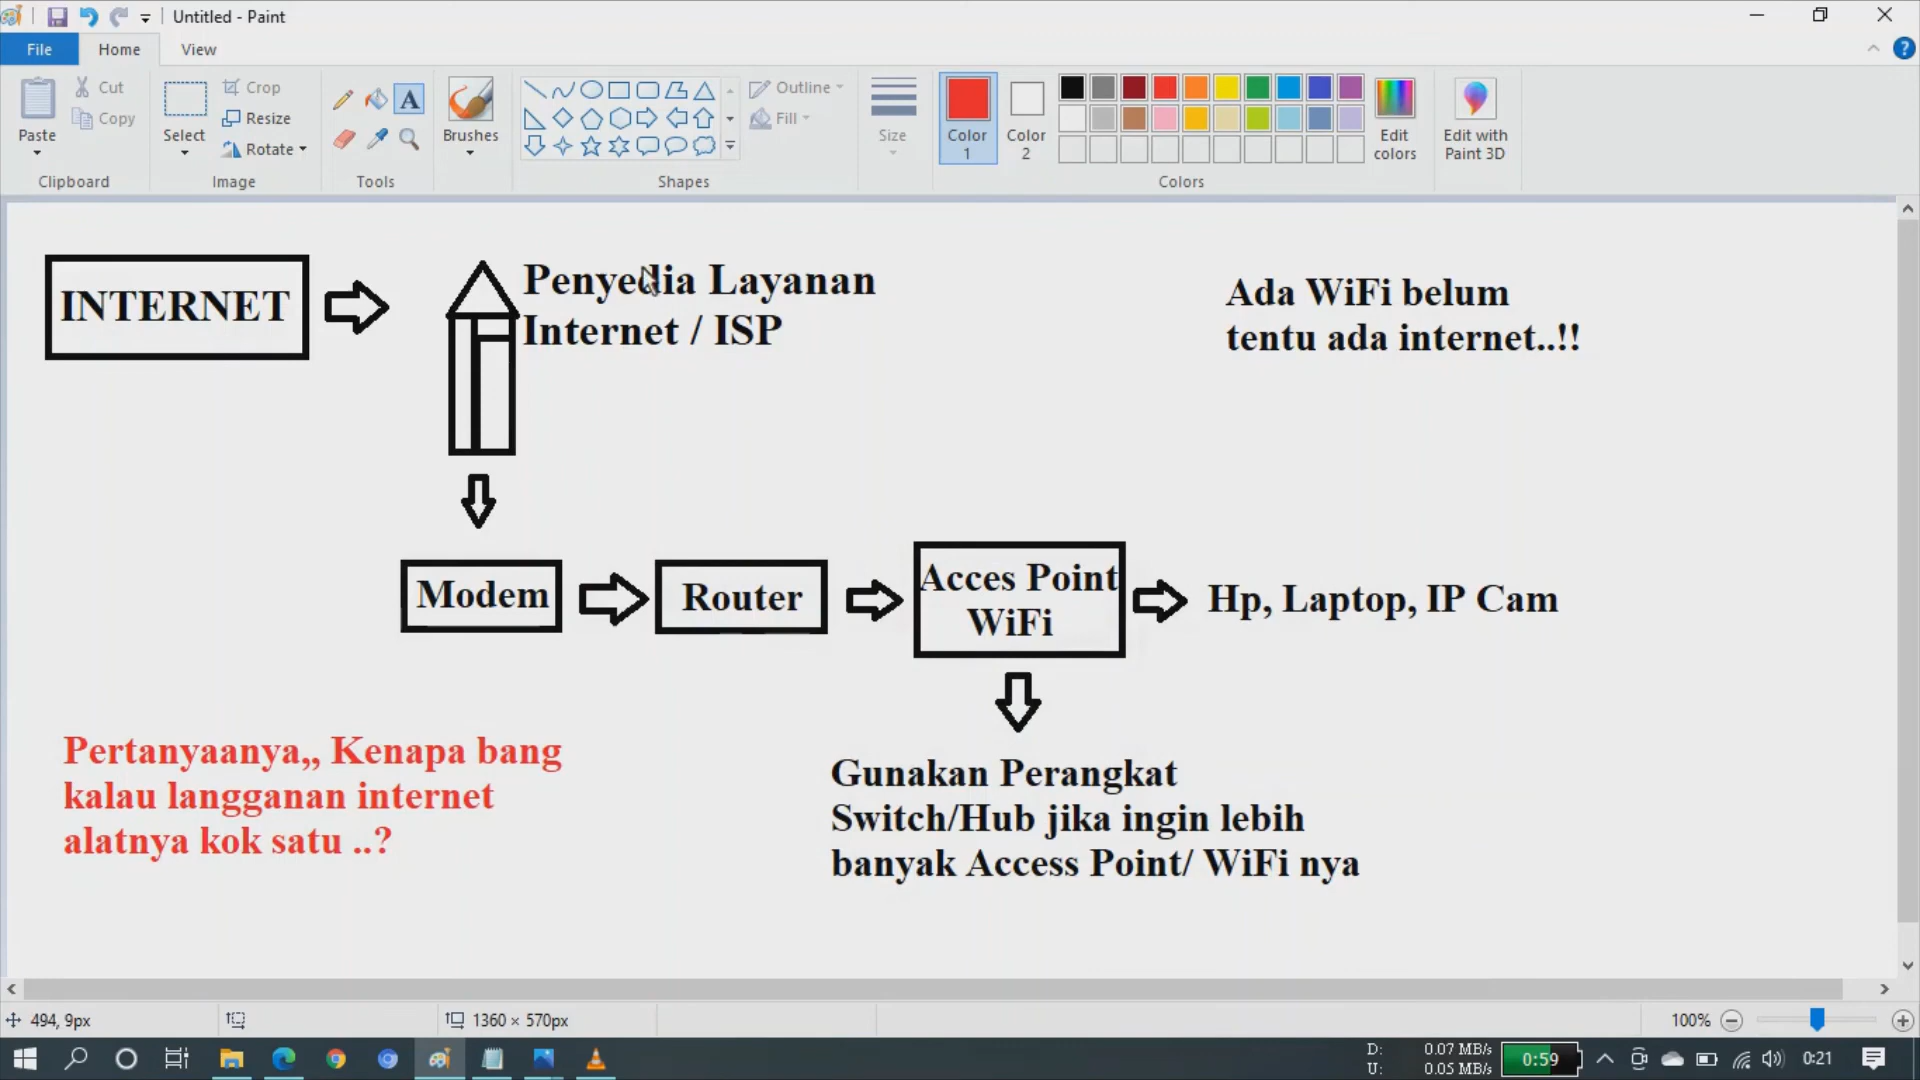 Untitled - Paint
File Home View
Paste
Cut
Copy
Clipboard
Select
Crop
Resize
Rotate
Image
Tools
Brushes
Shapes
Outline
Fill
Size
Color 1
Color 2
Edit colors
Colors
Edit with Paint 3D
INTERNET
Penyedia Layanan
Internet / ISP
Ada WiFi belum
tentu ada internet..!!
Modem
Router
Acces Point
WiFi
Hp, Laptop, IP Cam
Pertanyaanya,, Kenapa bang
kalau langganan internet
alatnya kok satu ..?
Gunakan Perangkat
Switch/Hub jika ingin lebih
banyak Access Point/ WiFi nya
494, 9px
1360 × 570px
100%
D: 0.07 MB/s
U: 0.05 MB/s
0:59
0:21